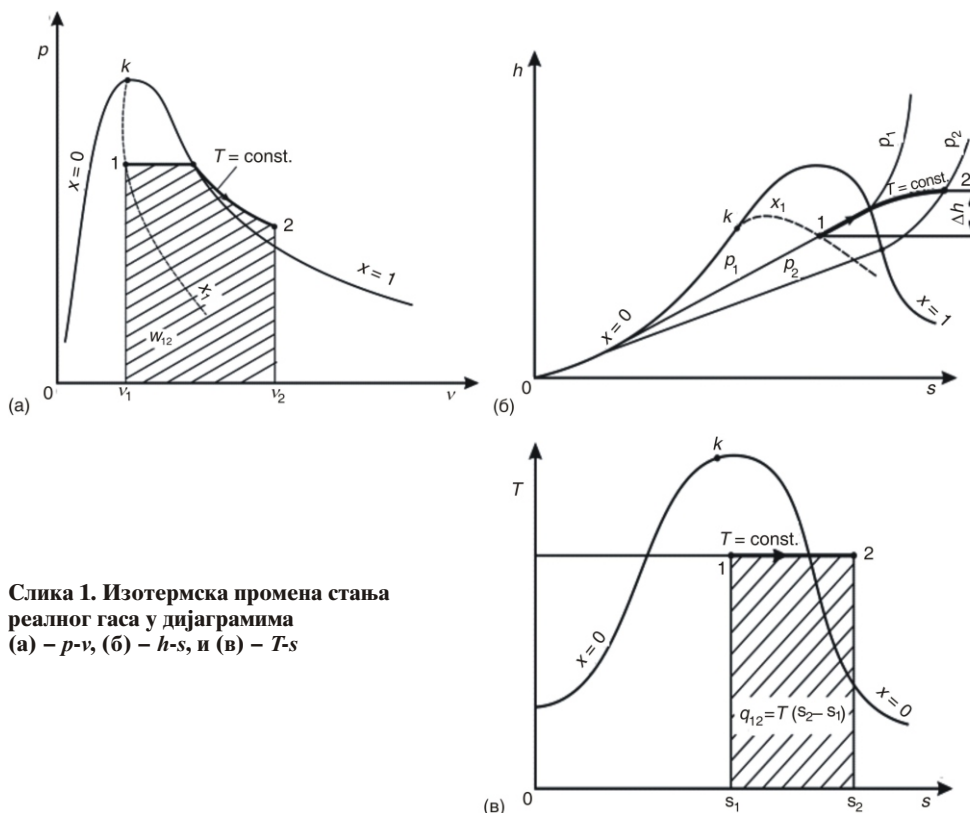 p
k
x = 0
1
T = const.
2
x = 1
x₁
w₁₂
0
v₁
v₂
v
(а)
h
p₁
p₂
T = const.
2
x₁
k
1
Δh
p₁
p₂
x = 0
x = 1
0
s
(б)
T
k
T = const.
1
2
x = 0
x = 0
q₁₂=T (s₂– s₁)
0
s₁
s₂
s
(в)
Слика 1. Изотермска промена стања
реалног гаса у дијаграмима
(а) – p-v, (б) – h-s, и (в) – T-s